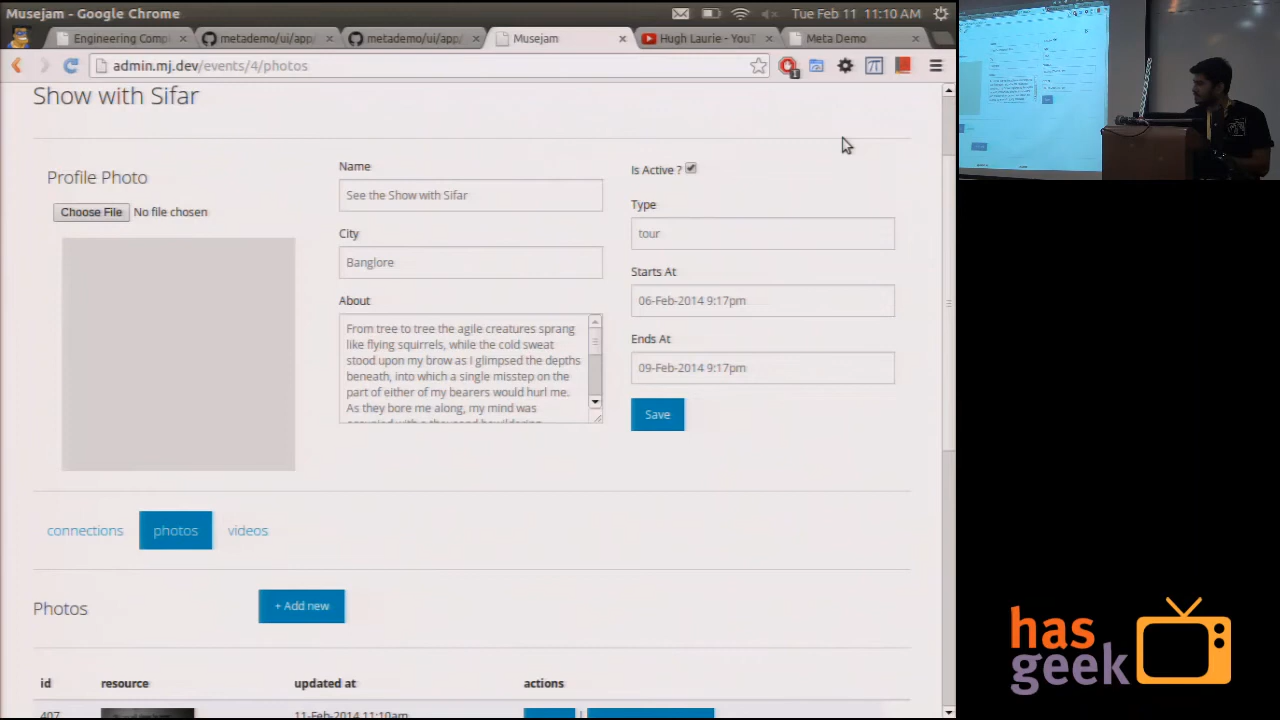 Musejam - Google Chrome
Tue Feb 11 11:10 AM
Engineering Comp
metademo/ui/app/
metademo/ui/app/
Musejam
Hugh Laurie - YouT
Meta Demo
admin.mj.dev/events/4/photos
Show with Sifar
Profile Photo
Choose File No file chosen
Name
See the Show with Sifar
City
Banglore
About
From tree to tree the agile creatures sprang
like flying squirrels, while the cold sweat
stood upon my brow as I glimpsed the depths
beneath, into which a single misstep on the
part of either of my bearers would hurl me.
As they bore me along, my mind was
Is Active ?
Type
tour
Starts At
06-Feb-2014 9:17pm
Ends At
09-Feb-2014 9:17pm
Save
connections photos videos
Photos + Add new
id resource updated at actions
407 11-Feb-2014 11:10am
has
geek